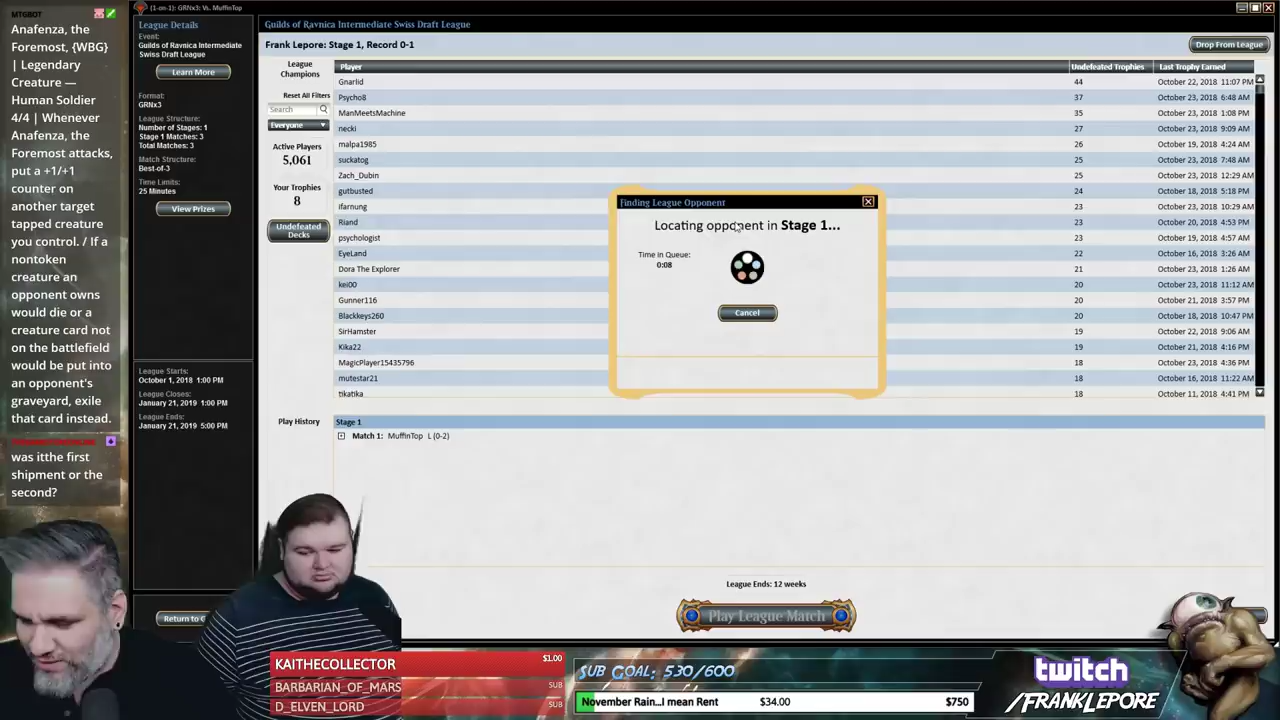 MTGBOT
Anafenza, the
Foremost, {WBG}
| Legendary
Creature —
Human Soldier
4/4 | Whenever
Anafenza, the
Foremost attacks,
put a +1/+1
counter on
another target
tapped creature
you control. / If a
nontoken
creature an
opponent owns
would die or a
creature card not
on the battlefield
would be put into
an opponent's
graveyard, exile
that card instead.
was itthe first
shipment or the
second?
(1-on-1): GRNx3: Vs. MuffinTop
League Details
Event:
Guilds of Ravnica Intermediate
Swiss Draft League
Learn More
Format:
GRNx3
League Structure:
Number of Stages: 1
Stage 1 Matches: 3
Total Matches: 3
Match Structure:
Best-of-3
Time Limits:
25 Minutes
View Prizes
League Starts:
October 1, 2018 1:00 PM
League Closes:
January 21, 2019 1:00 PM
League Ends:
January 21, 2019 5:00 PM
Guilds of Ravnica Intermediate Swiss Draft League
Frank Lepore: Stage 1, Record 0-1
Drop From League
League
Champions
Reset All Filters
Search
Everyone
Active Players
5,061
Your Trophies
8
Undefeated
Decks
Player Undefeated Trophies Last Trophy Earned
Gnarlid 44 October 22, 2018 11:07 PM
Psycho8 37 October 23, 2018 6:48 AM
ManMeetsMachine 35 October 23, 2018 1:08 PM
necki 27 October 23, 2018 9:09 AM
malpa1985 26 October 19, 2018 4:24 AM
suckatog 25 October 23, 2018 7:48 AM
Zach_Dubin 25 October 23, 2018 12:29 AM
gutbusted 24 October 18, 2018 5:18 PM
ifarnung 23 October 23, 2018 10:29 AM
Riand 23 October 20, 2018 4:53 PM
psychologist 23 October 19, 2018 4:57 AM
EyeLand 22 October 16, 2018 3:26 AM
Dora The Explorer 21 October 23, 2018 1:26 AM
kei00 20 October 23, 2018 11:12 AM
Gunner116 20 October 21, 2018 3:57 PM
Blackkeys260 20 October 18, 2018 10:47 PM
SirHamster 19 October 22, 2018 9:06 AM
Kika22 19 October 21, 2018 4:16 PM
MagicPlayer15435796 18 October 23, 2018 4:36 PM
mutestar21 18 October 16, 2018 11:22 AM
tikatika 18 October 11, 2018 4:41 PM
Finding League Opponent
Locating opponent in Stage 1...
Time in Queue:
0:08
Cancel
Play History
Stage 1
Match 1: MuffinTop L (0-2)
League Ends: 12 weeks
Play League Match
KAITHECOLLECTOR $1.00
BARBARIAN_OF_MARS SUB
D_ELVEN_LORD SUB
SUB GOAL: 530/600
November Rain...I mean Rent $34.00 $750
twitch
/FRANKLEPORE